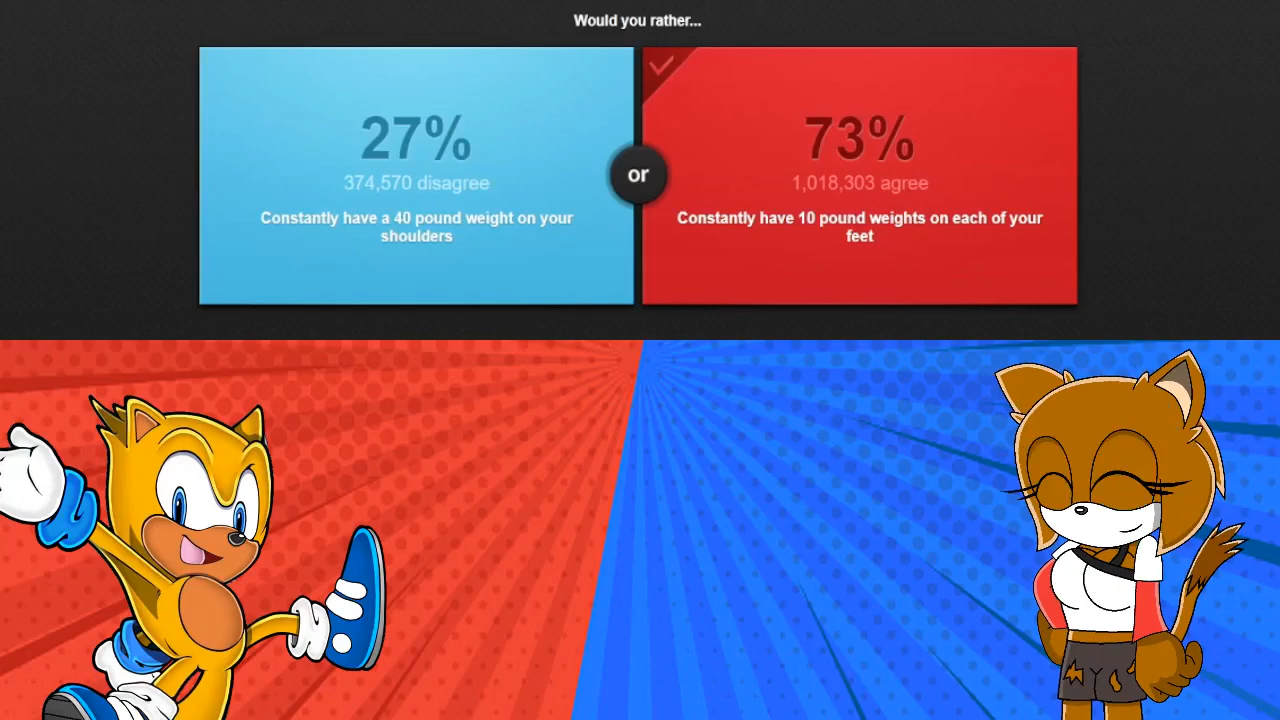 Would you rather...
27%
374,570 disagree
Constantly have a 40 pound weight on your
shoulders
or
73%
1,018,303 agree
Constantly have 10 pound weights on each of your
feet